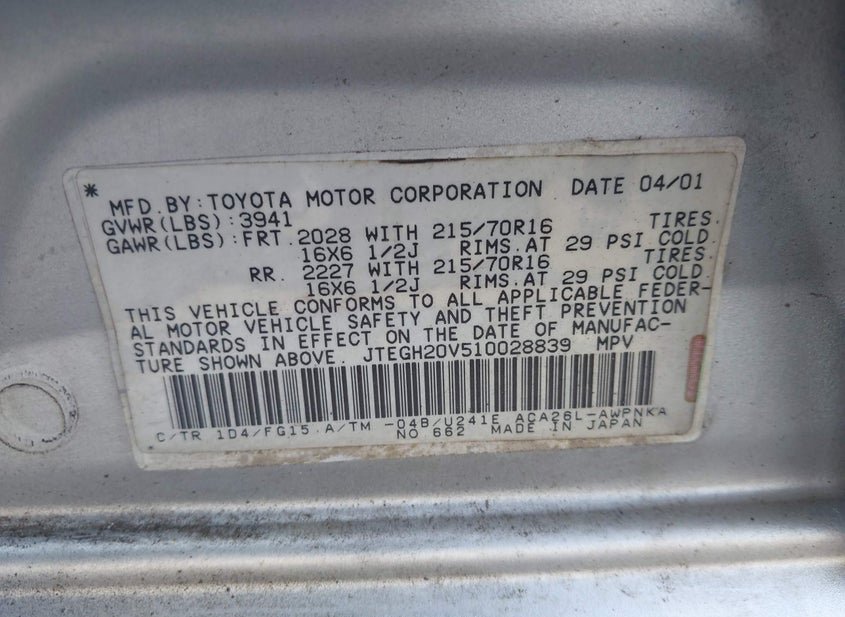 * MFD. BY: TOYOTA MOTOR CORPORATION DATE 04/01
GVWR(LBS): 3941
GAWR(LBS): FRT. 2028 WITH 215/70R16 TIRES.
16X6 1/2J RIMS. AT 29 PSI COLD.
RR. 2227 WITH 215/70R16 TIRES.
16X6 1/2J RIMS. AT 29 PSI COLD.
THIS VEHICLE CONFORMS TO ALL APPLICABLE FEDER-
AL MOTOR VEHICLE SAFETY AND THEFT PREVENTION
STANDARDS IN EFFECT ON THE DATE OF MANUFAC-
TURE SHOWN ABOVE. JTEGH20V510028839 MPV
C/TR 1D4/FG15 A/TM -04B/U241E ACA26L-AWPNKA
NO 662 MADE IN JAPAN